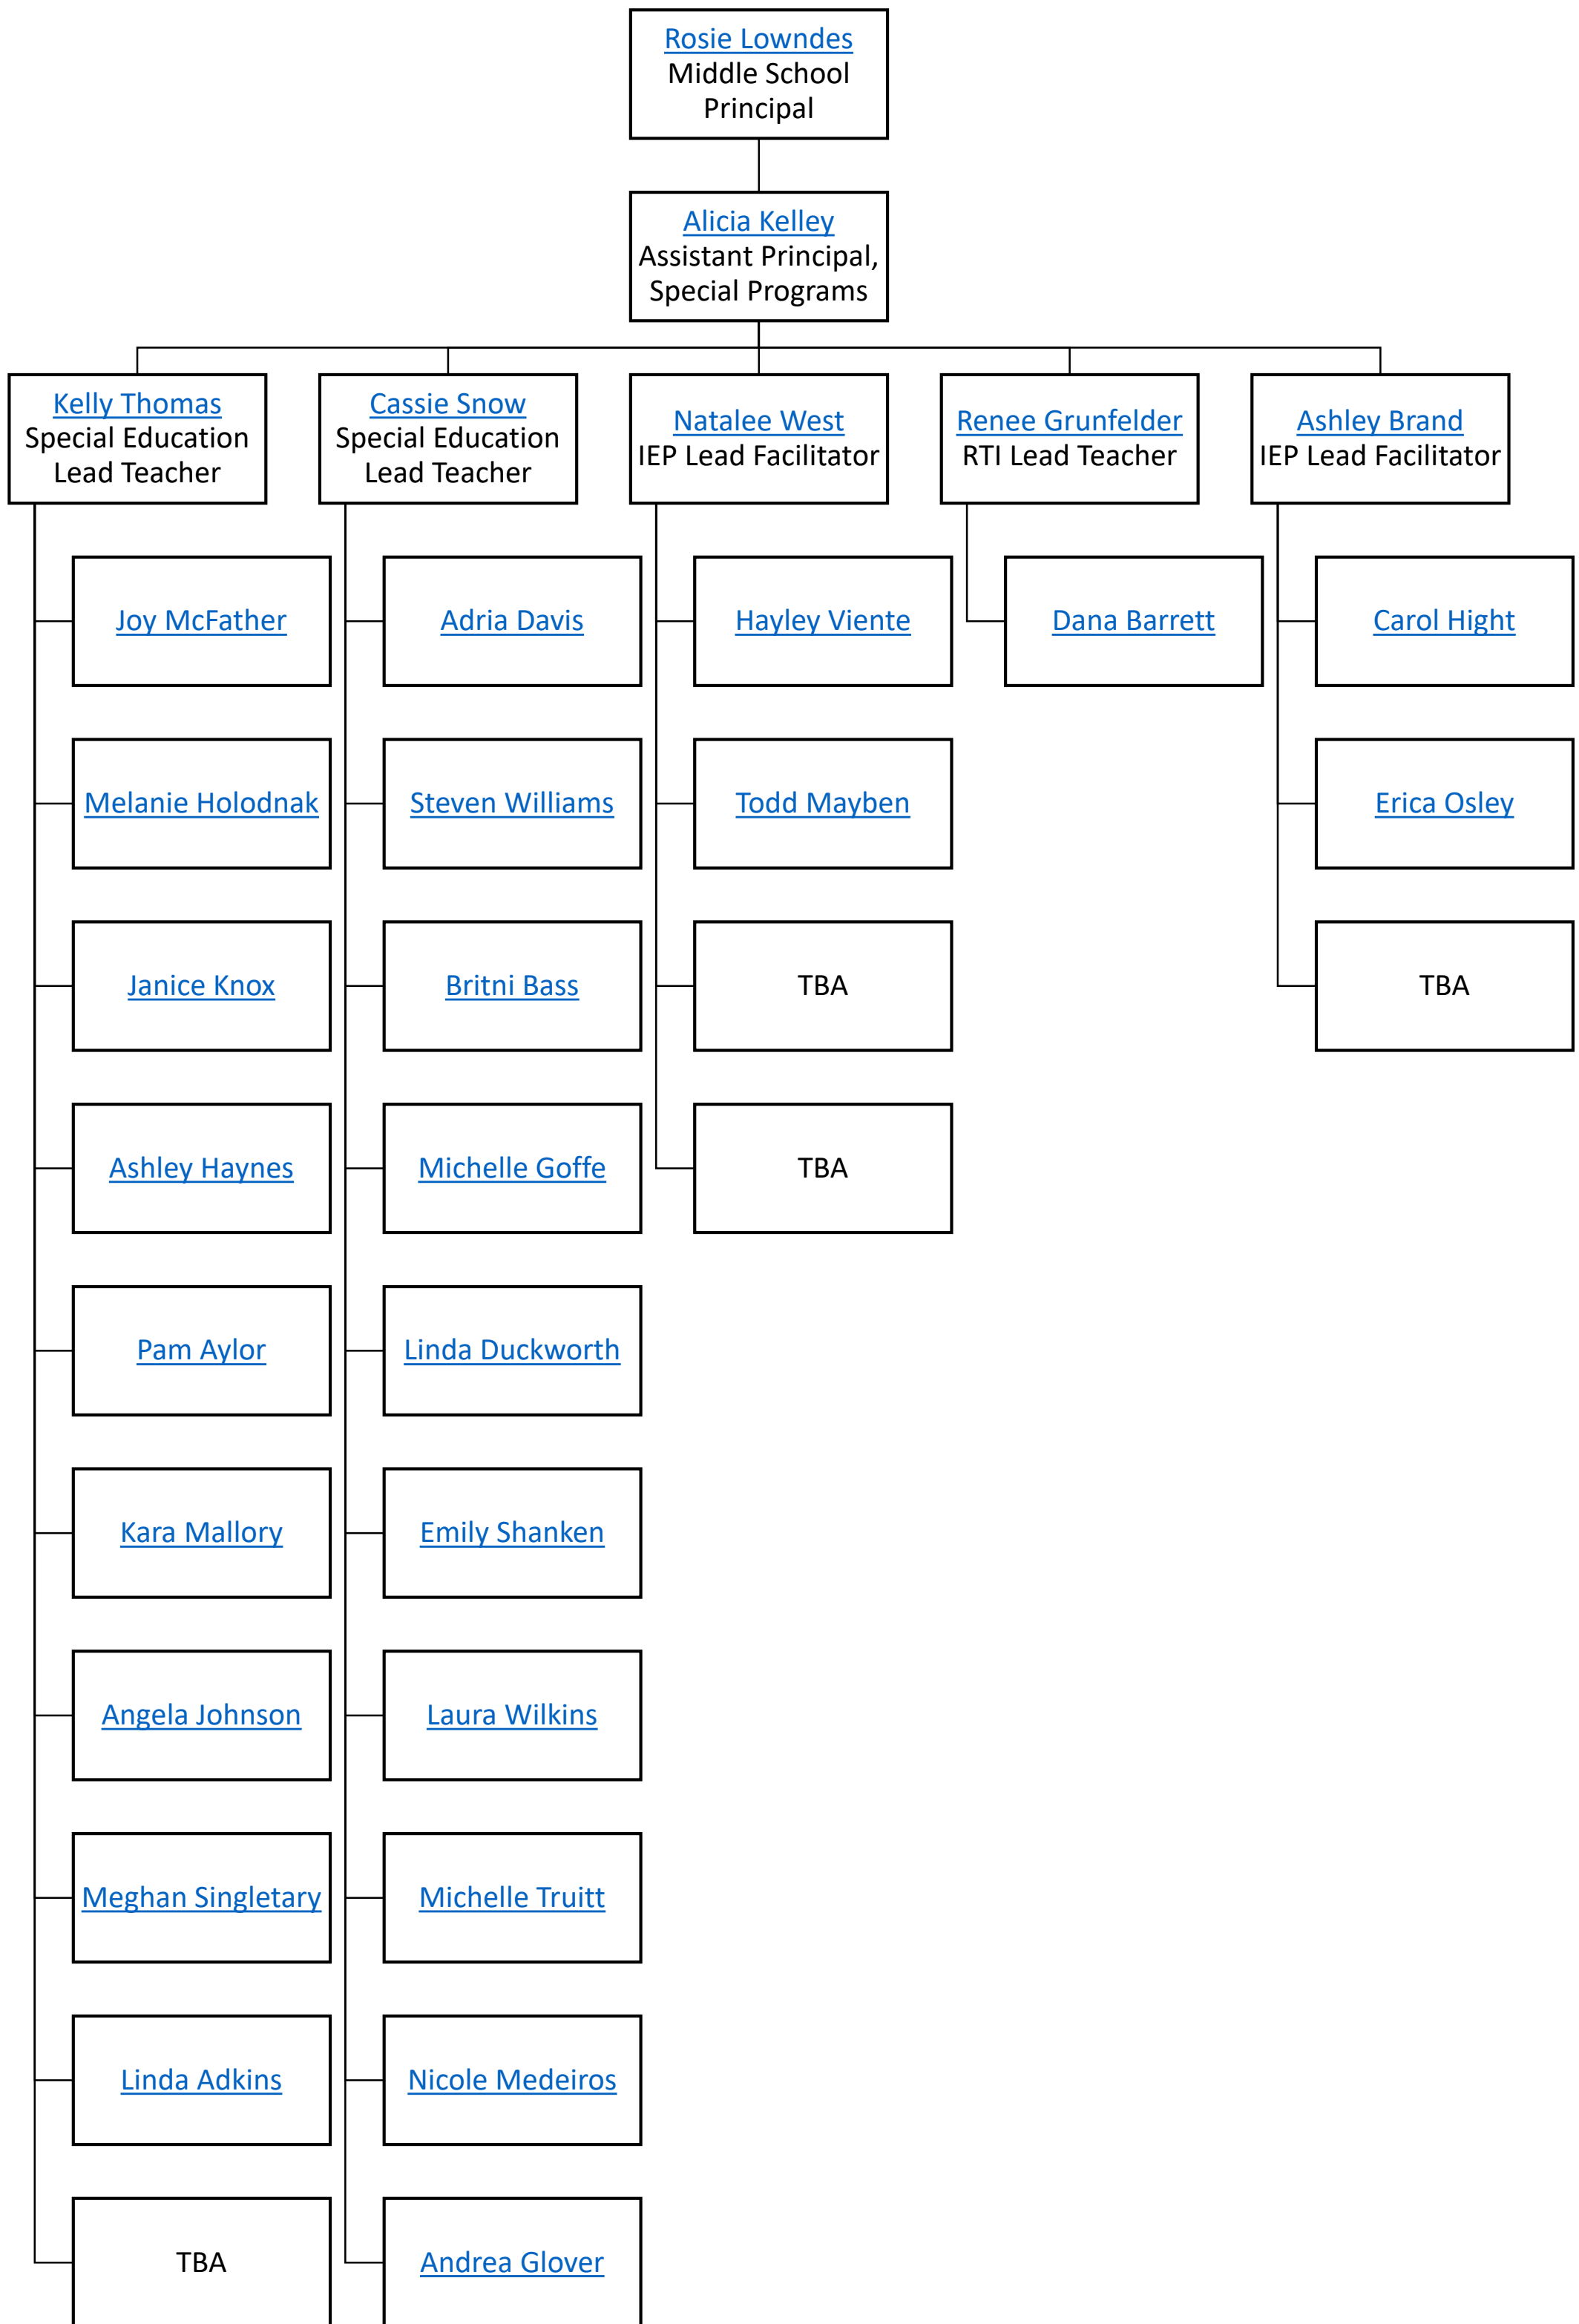 Rosie Lowndes
Middle School
Principal
Alicia Kelley
Assistant Principal,
Special Programs
Kelly Thomas
Special Education
Lead Teacher
Cassie Snow
Special Education
Lead Teacher
Natalee West
IEP Lead Facilitator
Renee Grunfelder
RTI Lead Teacher
Ashley Brand
IEP Lead Facilitator
Joy McFather
Adria Davis
Hayley Viente
Dana Barrett
Carol Hight
Melanie Holodnak
Steven Williams
Todd Mayben
Erica Osley
Janice Knox
Britni Bass
TBA
TBA
Ashley Haynes
Michelle Goffe
TBA
Pam Aylor
Linda Duckworth
Kara Mallory
Emily Shanken
Angela Johnson
Laura Wilkins
Meghan Singletary
Michelle Truitt
Linda Adkins
Nicole Medeiros
TBA
Andrea Glover